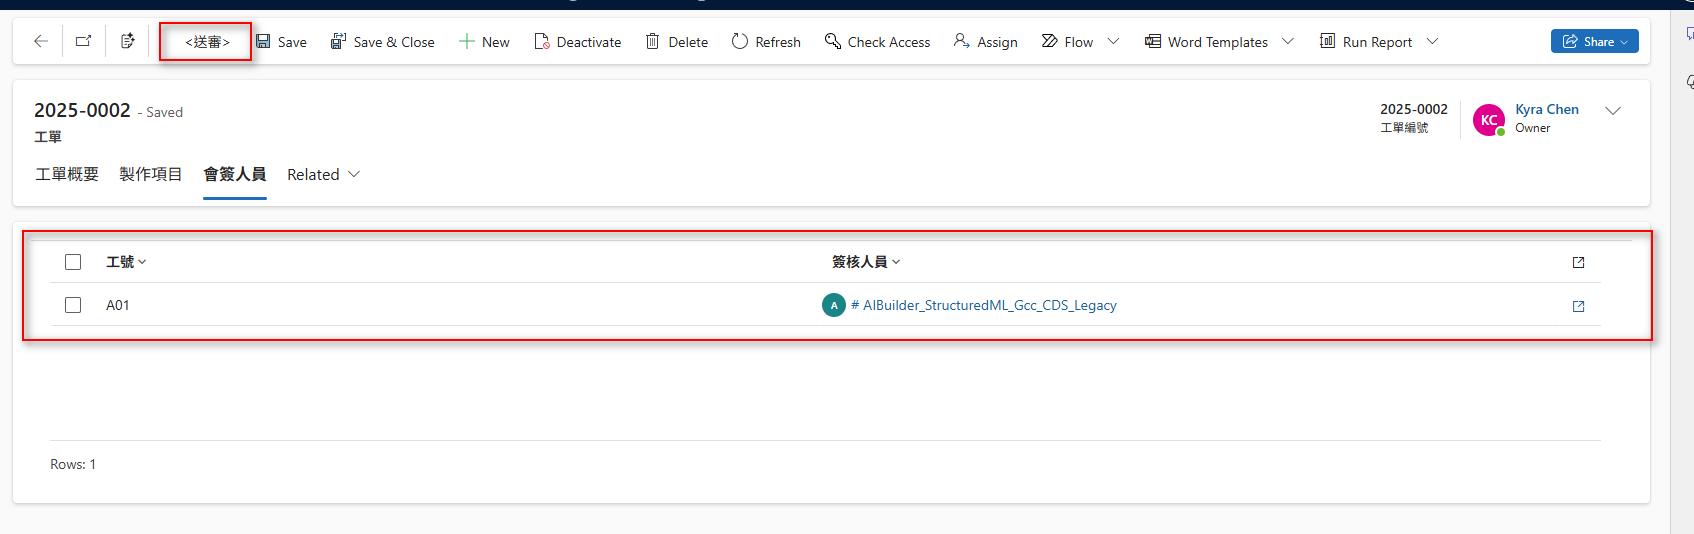 <送審> Save Save & Close New Deactivate Delete Refresh Check Access Assign Flow Word Templates Run Report Share
2025-0002 - Saved
工單
2025-0002
工單編號
KC
Kyra Chen
Owner
工單概要 製作項目 會簽人員 Related
工號 簽核人員
A01 A # AIBuilder_StructuredML_Gcc_CDS_Legacy
Rows: 1